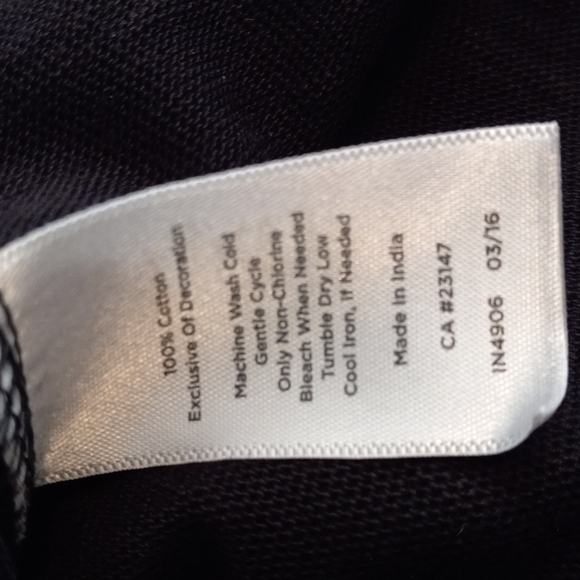 100% Cotton
Exclusive Of Decoration
Machine Wash Cold
Gentle Cycle
Only Non-Chlorine
Bleach When Needed
Tumble Dry Low
Cool Iron, If Needed
Made In India
CA #23147
IN4906 03/16